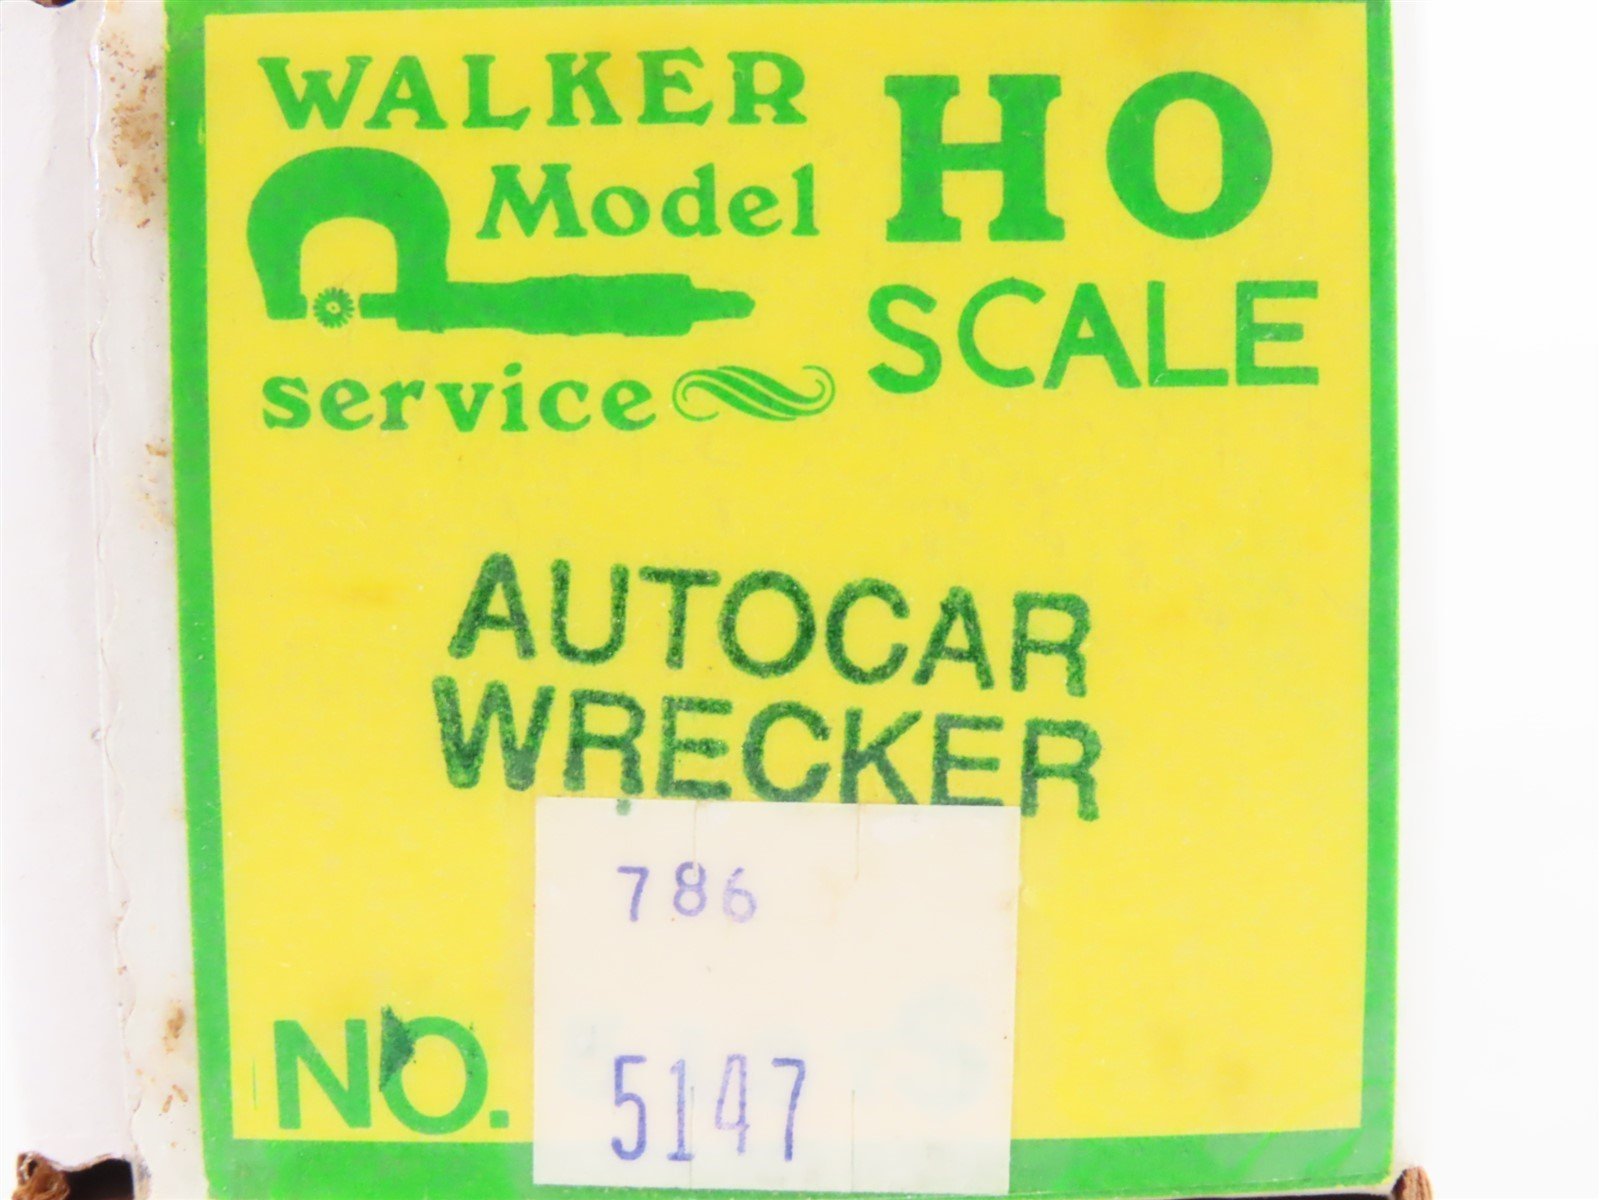 WALKER
Model
service
HO
SCALE
AUTOCAR
WRECKER
786
NO.
5147